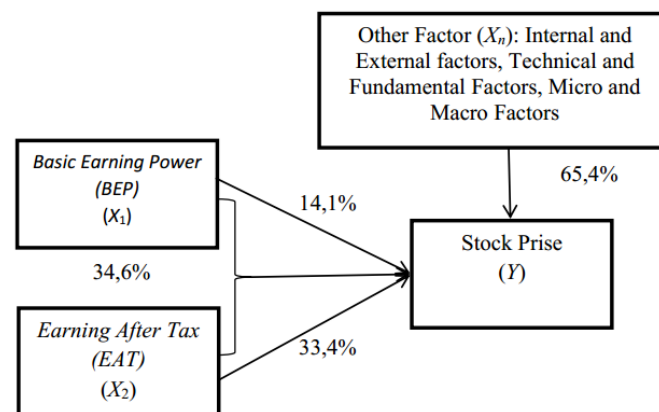 Other Factor (Xn): Internal and
External factors, Technical and
Fundamental Factors, Micro and
Macro Factors
Basic Earning Power
(BEP)
(X1)
14,1%
65,4%
Stock Prise
(Y)
34,6%
Earning After Tax
(EAT)
(X2)
33,4%